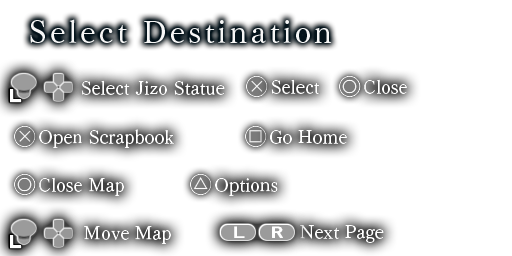 Select Destination
L Select Jizo Statue Select Close
Open Scrapbook Go Home
Close Map Options
L Move Map L R Next Page